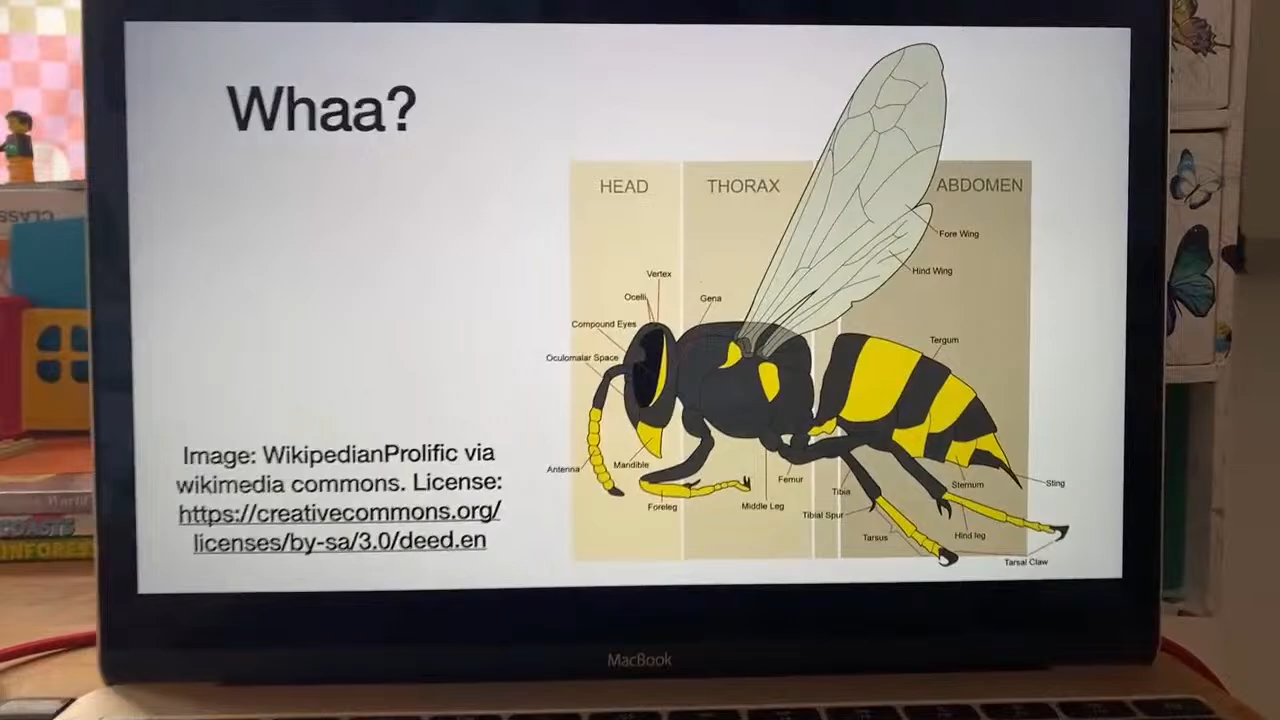 Whaa?
HEAD
THORAX
ABDOMEN
Fore Wing
Hind Wing
Vertex
Ocelli
Gena
Compound Eyes
Oculomalar Space
Tergum
Antenna
Mandible
Foreleg
Middle Leg
Femur
Tibia
Tibial Spur
Tarsus
Sternum
Hind leg
Sting
Tarsal Claw
Image: WikipedianProlific via
wikimedia commons. License:
https://creativecommons.org/
licenses/by-sa/3.0/deed.en
MacBook